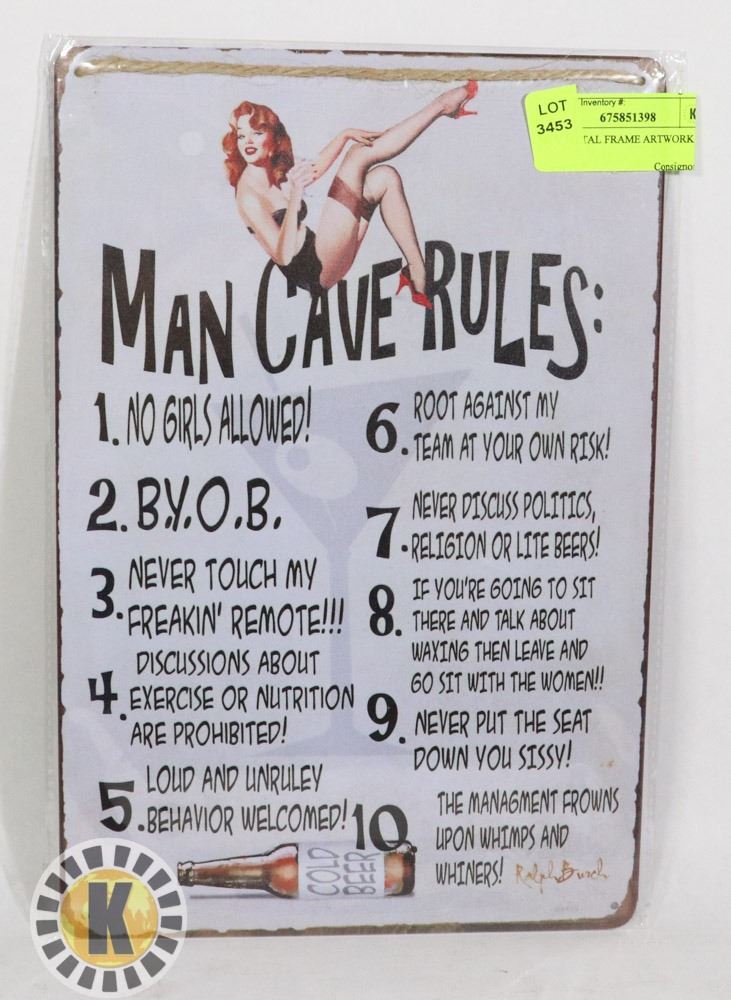 LOT
3453
Inventory #:
675851398
K
TAL FRAME ARTWORK
Consigno
MAN CAVE RULES:
1. NO GIRLS ALLOWED!
2. B.Y.O.B.
3. NEVER TOUCH MY
FREAKIN' REMOTE!!!
4. DISCUSSIONS ABOUT
EXERCISE OR NUTRITION
ARE PROHIBITED!
5. LOUD AND UNRULEY
BEHAVIOR WELCOMED!
6. ROOT AGAINST MY
TEAM AT YOUR OWN RISK!
7. NEVER DISCUSS POLITICS,
RELIGION OR LITE BEERS!
8. IF YOU'RE GOING TO SIT
THERE AND TALK ABOUT
WAXING THEN LEAVE AND
GO SIT WITH THE WOMEN!!
9. NEVER PUT THE SEAT
DOWN YOU SISSY!
10 THE MANAGMENT FROWNS
UPON WHIMPS AND
WHINERS! Ralph Burch
COLD
BEER
K